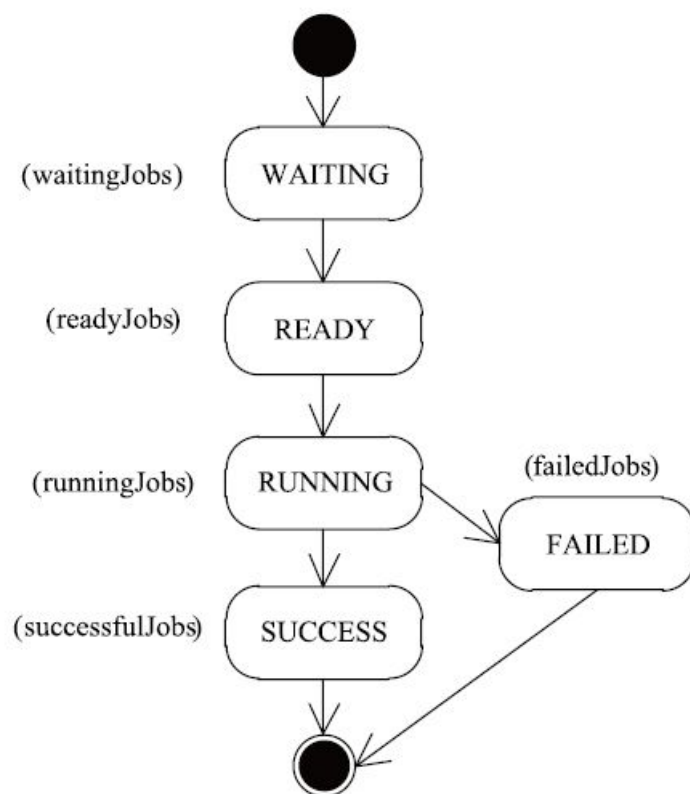 (waitingJobs)
WAITING
(readyJobs)
READY
(runningJobs)
RUNNING
(failedJobs)
FAILED
(successfulJobs)
SUCCESS